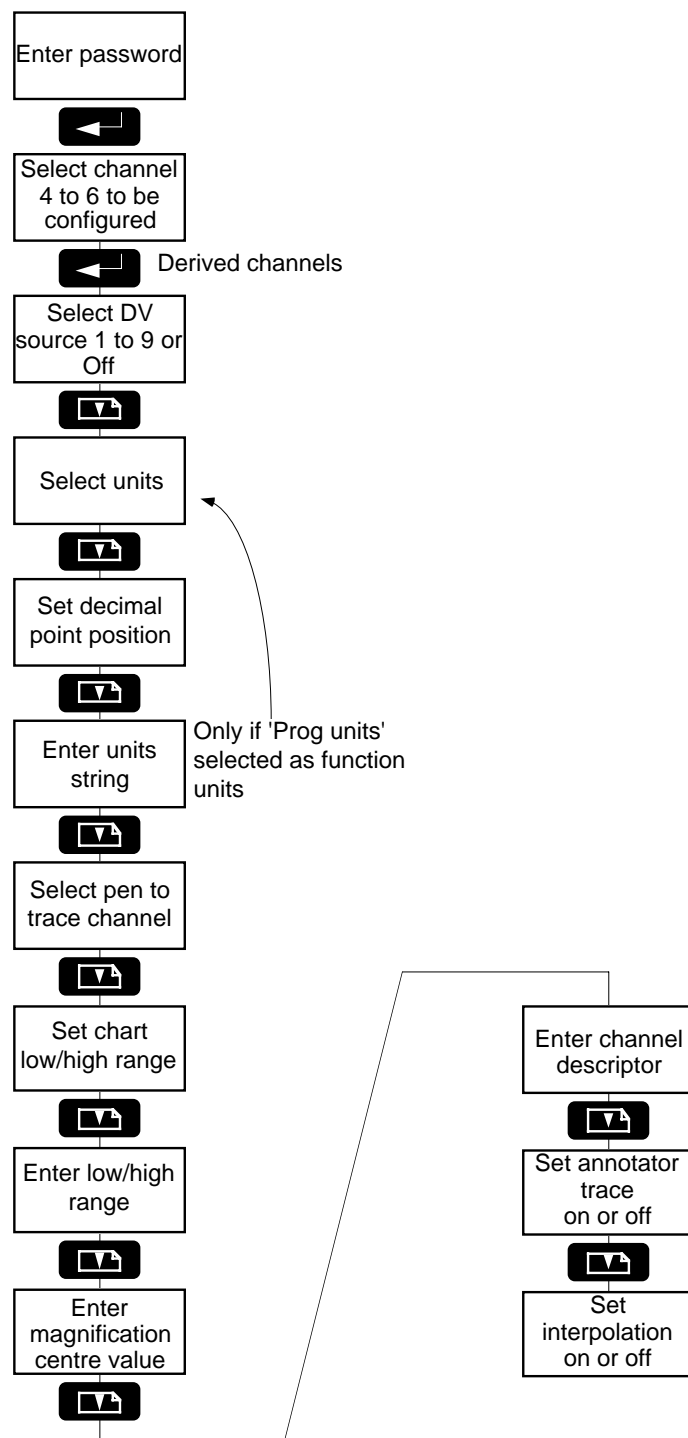 Enter password
Select channel
4 to 6 to be
configured
Derived channels
Select DV
source 1 to 9 or
Off
Select units
Set decimal
point position
Enter units
string
Only if 'Prog units'
selected as function
units
Select pen to
trace channel
Set chart
low/high range
Enter low/high
range
Enter
magnification
centre value
Enter channel
descriptor
Set annotator
trace
on or off
Set
interpolation
on or off